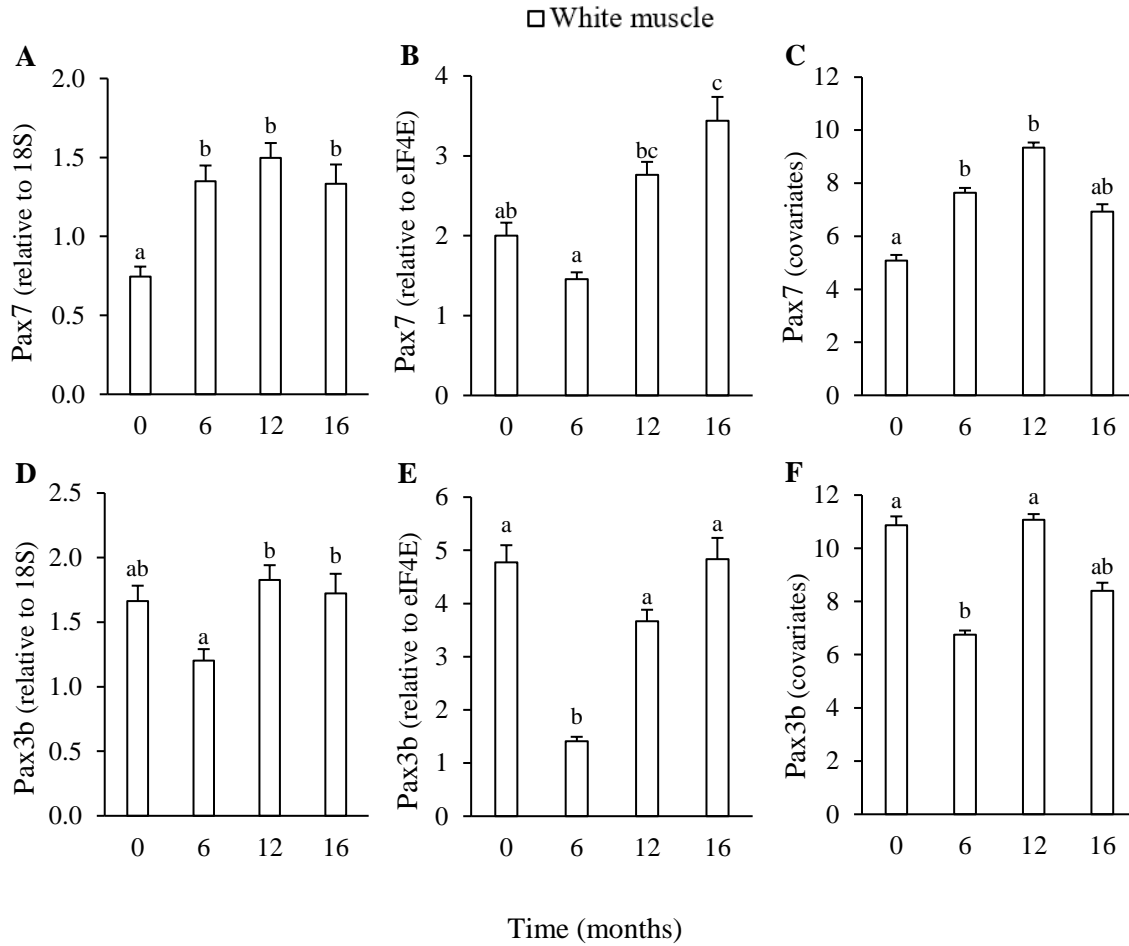 White muscle
A
Pax7 (relative to 18S)
2.0
1.5
1.0
0.5
0.0
a
b
b
b
0 6 12 16
B
Pax7 (relative to eIF4E)
4
3
2
1
0
ab
a
bc
c
0 6 12 16
C
Pax7 (covariates)
12
10
8
6
4
2
0
a
b
b
ab
0 6 12 16
D
Pax3b (relative to 18S)
2.5
2.0
1.5
1.0
0.5
0.0
ab
a
b
b
0 6 12 16
E
Pax3b (relative to eIF4E)
6
5
4
3
2
1
0
a
b
a
a
0 6 12 16
F
Pax3b (covariates)
12
10
8
6
4
2
0
a
b
a
ab
0 6 12 16
Time (months)